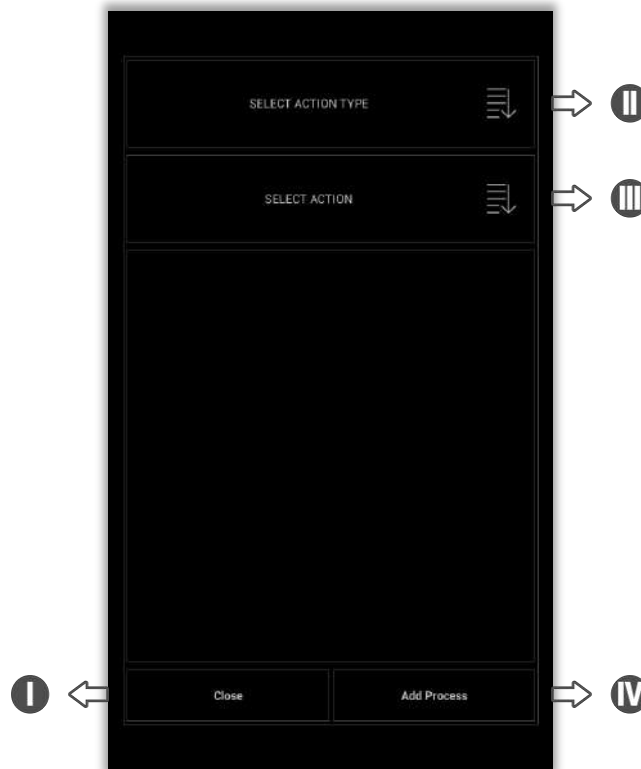 SELECT ACTION TYPE
II
SELECT ACTION
III
I
Close
Add Process
IV